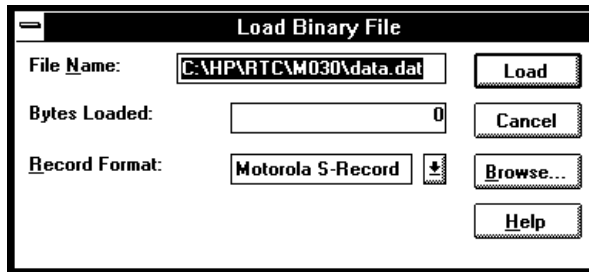 Load Binary File
File Name: C:\HP\RTC\M030\data.dat Load
Bytes Loaded: 0 Cancel
Record Format: Motorola S-Record Browse...
Help